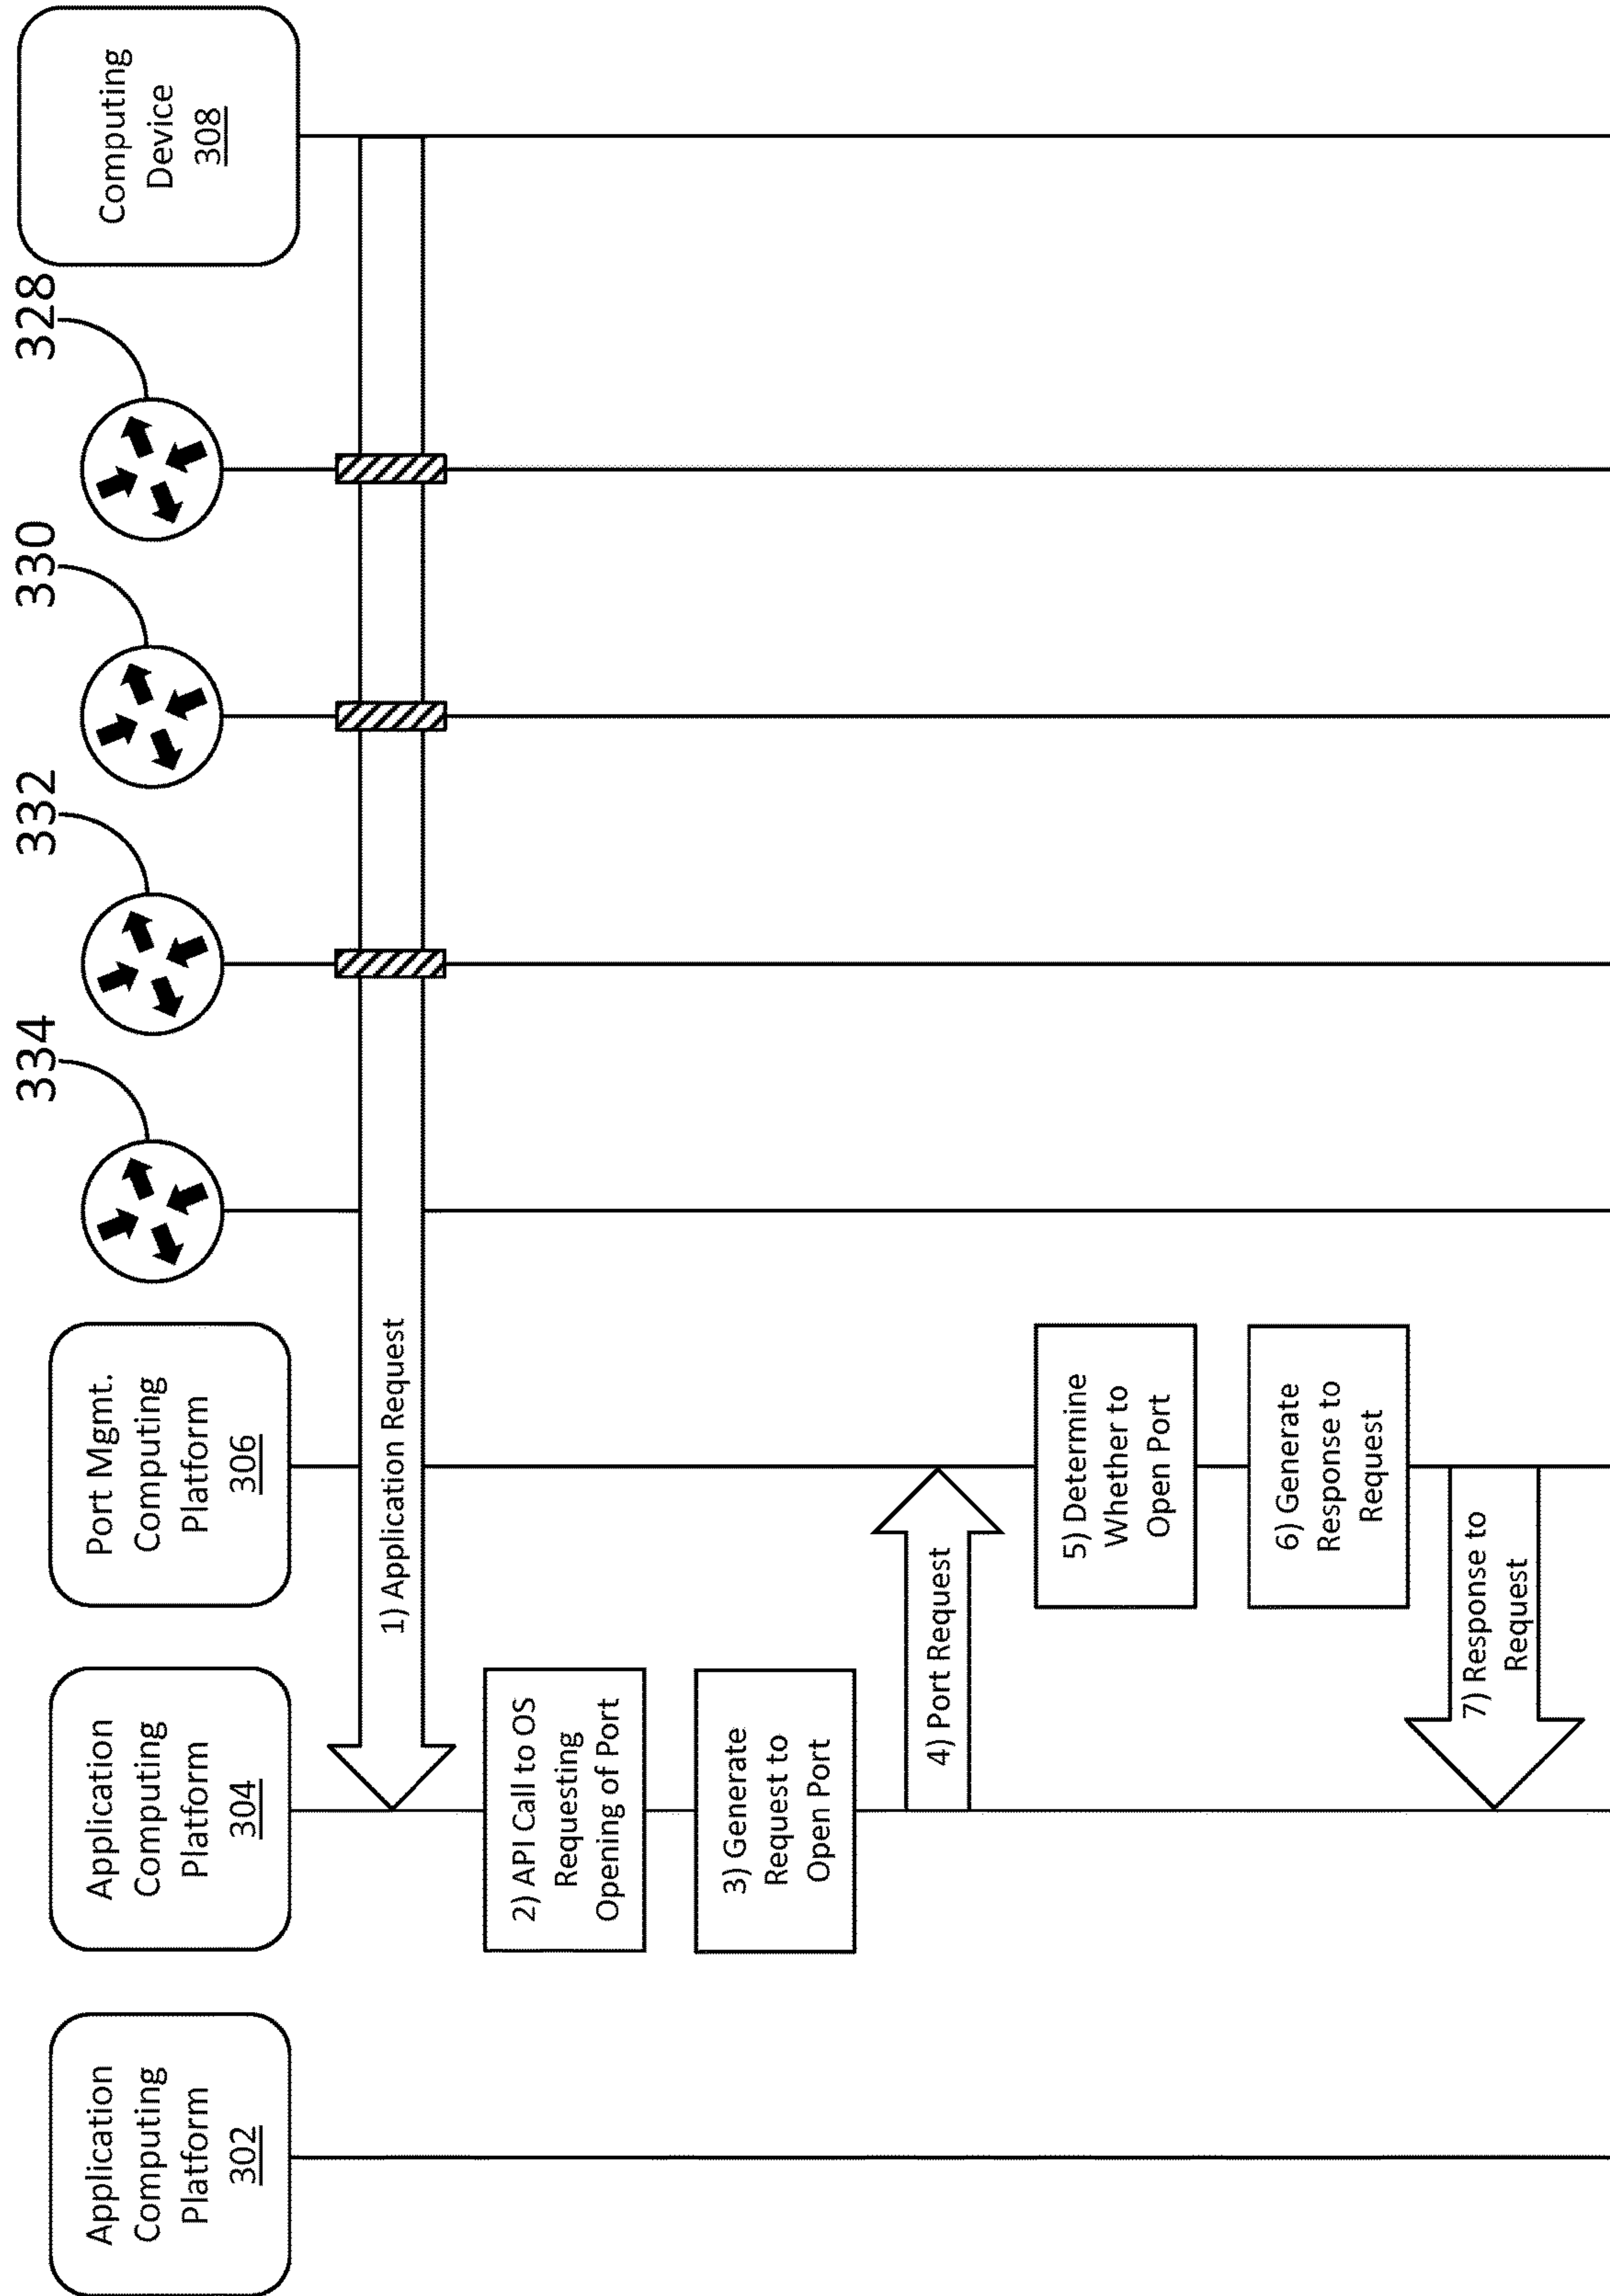 Application
Computing
Platform
302
Application
Computing
Platform
304
Port Mgmt.
Computing
Platform
306
334
332
330
328
Computing
Device
308
1) Application Request
2) API Call to OS
Requesting
Opening of Port
3) Generate
Request to
Open Port
4) Port Request
5) Determine
Whether to
Open Port
6) Generate
Response to
Request
7) Response to
Request